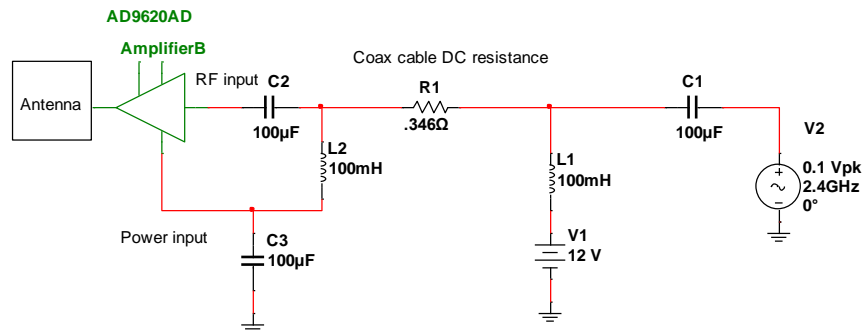 AD9620AD
AmplifierB
Antenna
RF input
C2
100µF
Coax cable DC resistance
R1
.346Ω
C1
100µF
V2
0.1 Vpk
2.4GHz
0°
L2
100mH
L1
100mH
Power input
C3
100µF
V1
12 V